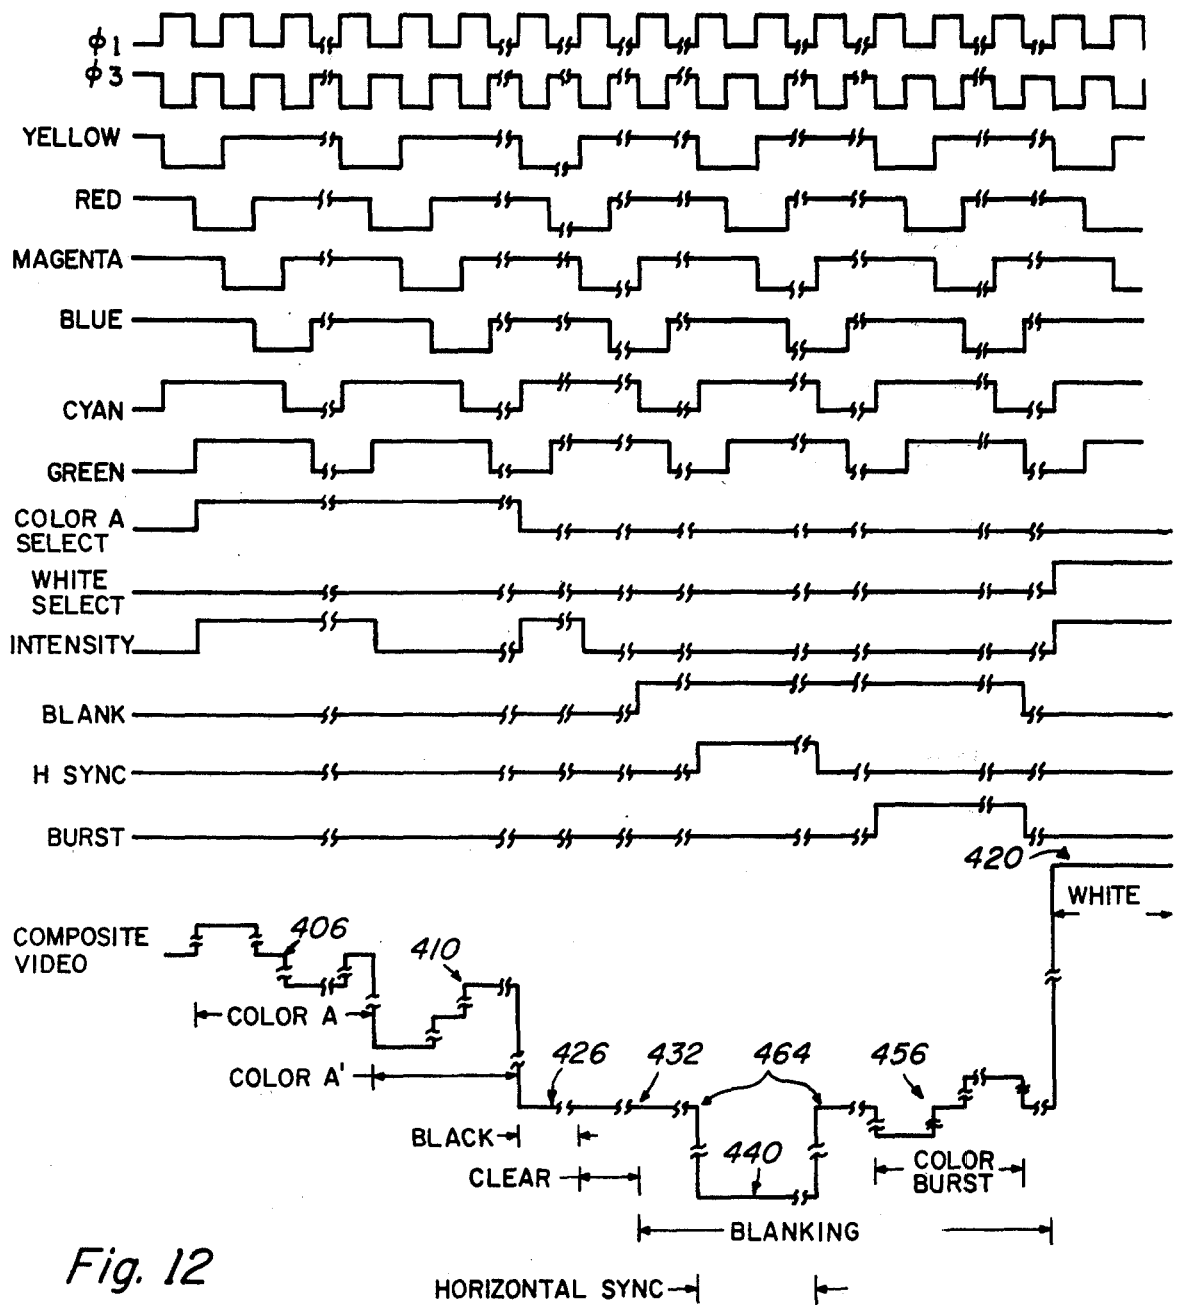 ϕ1
ϕ3
YELLOW
RED
MAGENTA
BLUE
CYAN
GREEN
COLOR A
SELECT
WHITE
SELECT
INTENSITY
BLANK
H SYNC
BURST
420
WHITE
COMPOSITE
VIDEO
406
410
COLOR A
426
432
464
456
COLOR A'
BLACK
440
COLOR
BURST
CLEAR
BLANKING
Fig. 12
HORIZONTAL SYNC